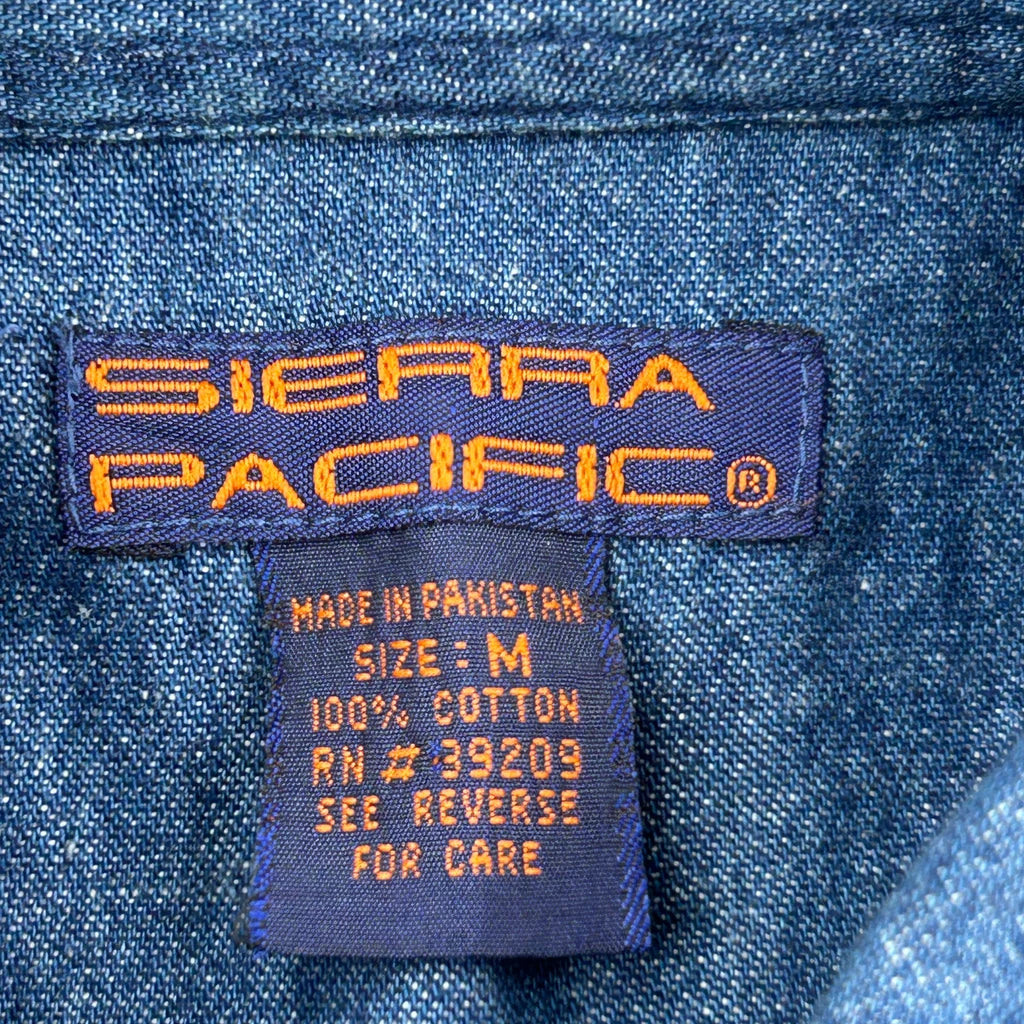 SIERRA
PACIFIC®
MADE IN PAKISTAN
SIZE: M
100% COTTON
RN # 39209
SEE REVERSE
FOR CARE